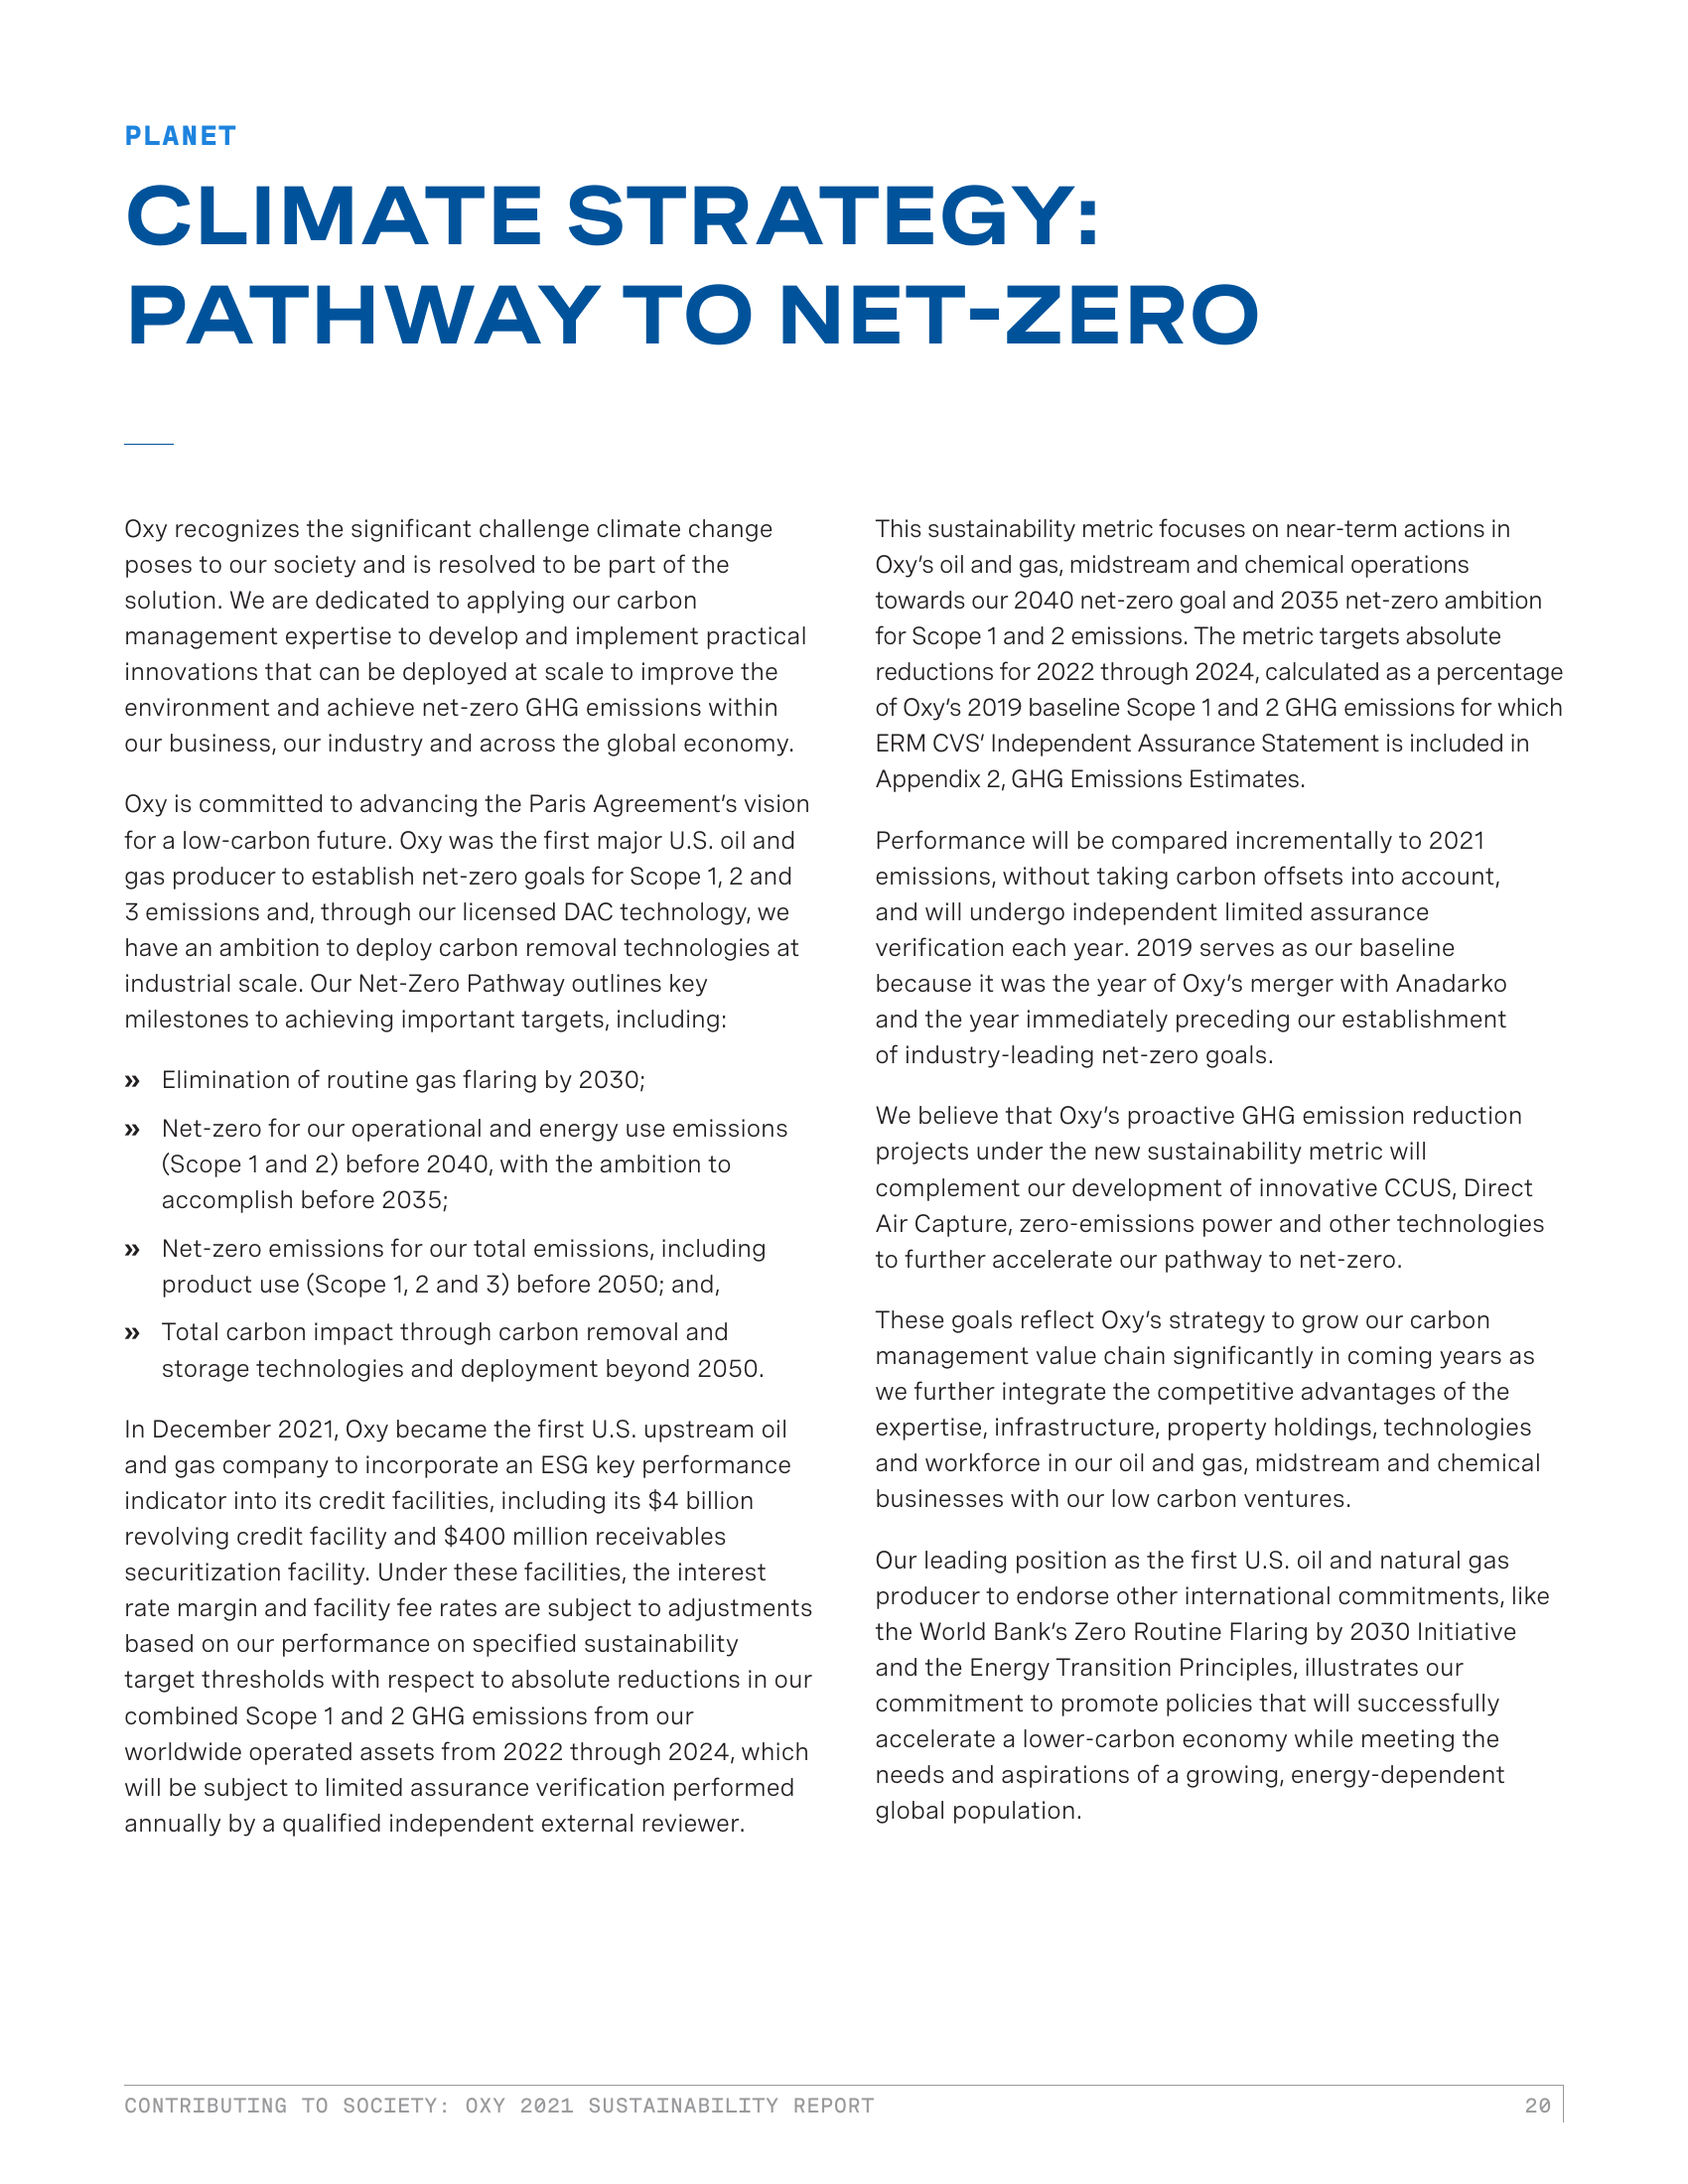 PLANET
CLIMATE STRATEGY:
PATHWAY TO NET-ZERO
Oxy recognizes the significant challenge climate change
poses to our society and is resolved to be part of the
solution. We are dedicated to applying our carbon
management expertise to develop and implement practical
innovations that can be deployed at scale to improve the
environment and achieve net-zero GHG emissions within
our business, our industry and across the global economy.
Oxy is committed to advancing the Paris Agreement’s vision
for a low-carbon future. Oxy was the first major U.S. oil and
gas producer to establish net-zero goals for Scope 1, 2 and
3 emissions and, through our licensed DAC technology, we
have an ambition to deploy carbon removal technologies at
industrial scale. Our Net-Zero Pathway outlines key
milestones to achieving important targets, including:
» Elimination of routine gas flaring by 2030;
» Net-zero for our operational and energy use emissions
(Scope 1 and 2) before 2040, with the ambition to
accomplish before 2035;
» Net-zero emissions for our total emissions, including
product use (Scope 1, 2 and 3) before 2050; and,
» Total carbon impact through carbon removal and
storage technologies and deployment beyond 2050.
In December 2021, Oxy became the first U.S. upstream oil
and gas company to incorporate an ESG key performance
indicator into its credit facilities, including its $4 billion
revolving credit facility and $400 million receivables
securitization facility. Under these facilities, the interest
rate margin and facility fee rates are subject to adjustments
based on our performance on specified sustainability
target thresholds with respect to absolute reductions in our
combined Scope 1 and 2 GHG emissions from our
worldwide operated assets from 2022 through 2024, which
will be subject to limited assurance verification performed
annually by a qualified independent external reviewer.
This sustainability metric focuses on near-term actions in
Oxy’s oil and gas, midstream and chemical operations
towards our 2040 net-zero goal and 2035 net-zero ambition
for Scope 1 and 2 emissions. The metric targets absolute
reductions for 2022 through 2024, calculated as a percentage
of Oxy’s 2019 baseline Scope 1 and 2 GHG emissions for which
ERM CVS’ Independent Assurance Statement is included in
Appendix 2, GHG Emissions Estimates.
Performance will be compared incrementally to 2021
emissions, without taking carbon offsets into account,
and will undergo independent limited assurance
verification each year. 2019 serves as our baseline
because it was the year of Oxy’s merger with Anadarko
and the year immediately preceding our establishment
of industry-leading net-zero goals.
We believe that Oxy’s proactive GHG emission reduction
projects under the new sustainability metric will
complement our development of innovative CCUS, Direct
Air Capture, zero-emissions power and other technologies
to further accelerate our pathway to net-zero.
These goals reflect Oxy’s strategy to grow our carbon
management value chain significantly in coming years as
we further integrate the competitive advantages of the
expertise, infrastructure, property holdings, technologies
and workforce in our oil and gas, midstream and chemical
businesses with our low carbon ventures.
Our leading position as the first U.S. oil and natural gas
producer to endorse other international commitments, like
the World Bank’s Zero Routine Flaring by 2030 Initiative
and the Energy Transition Principles, illustrates our
commitment to promote policies that will successfully
accelerate a lower-carbon economy while meeting the
needs and aspirations of a growing, energy-dependent
global population.
CONTRIBUTING TO SOCIETY: OXY 2021 SUSTAINABILITY REPORT
20